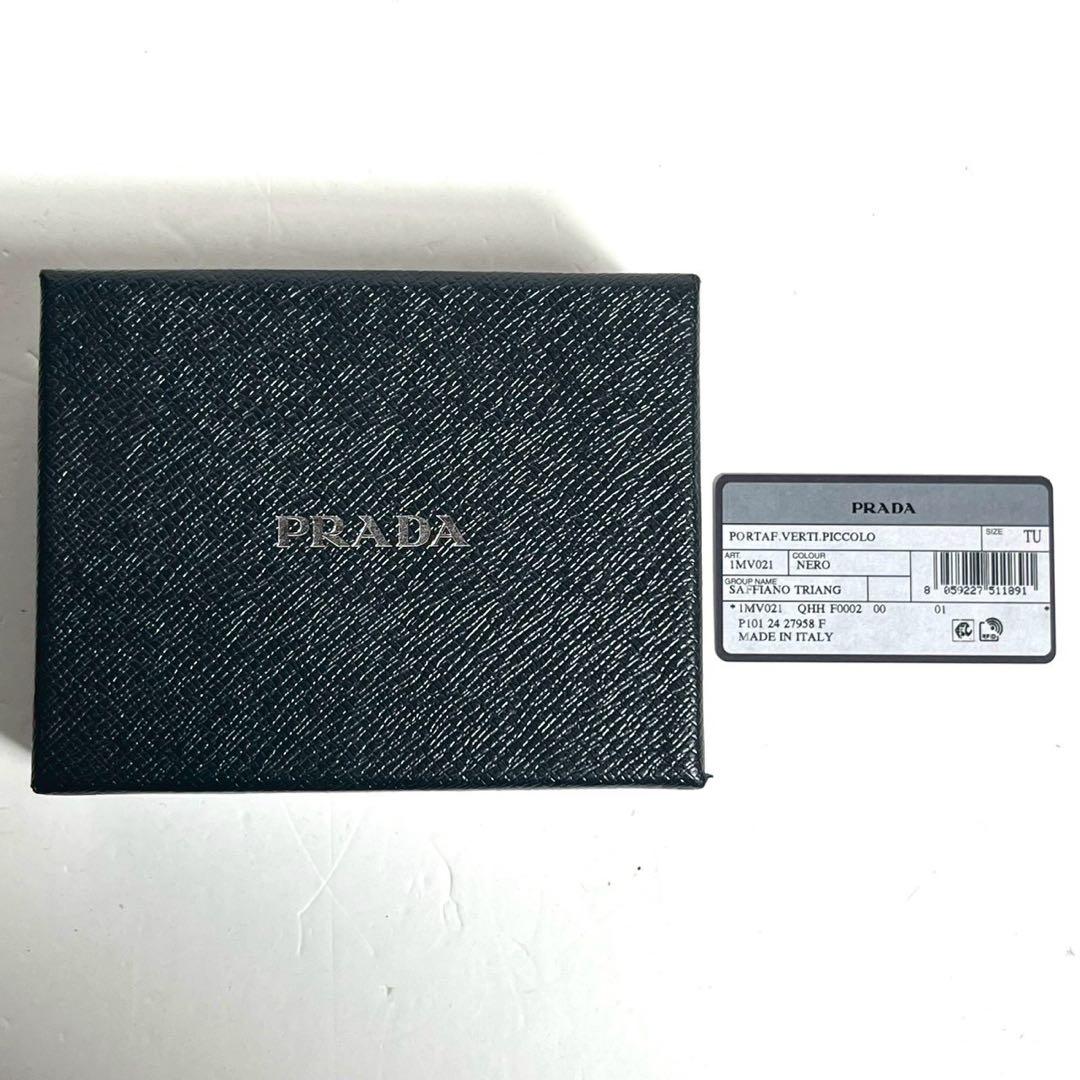 PRADA
PRADA
PORTAF.VERTI.PICCOLO
SIZE
TU
ART.
1MV021
COLOUR
NERO
GROUP NAME
SAFFIANO TRIANG
8 059227 511891
*1MV021 QHH F0002 00 01 *
P101 24 27958 F
MADE IN ITALY
RFID